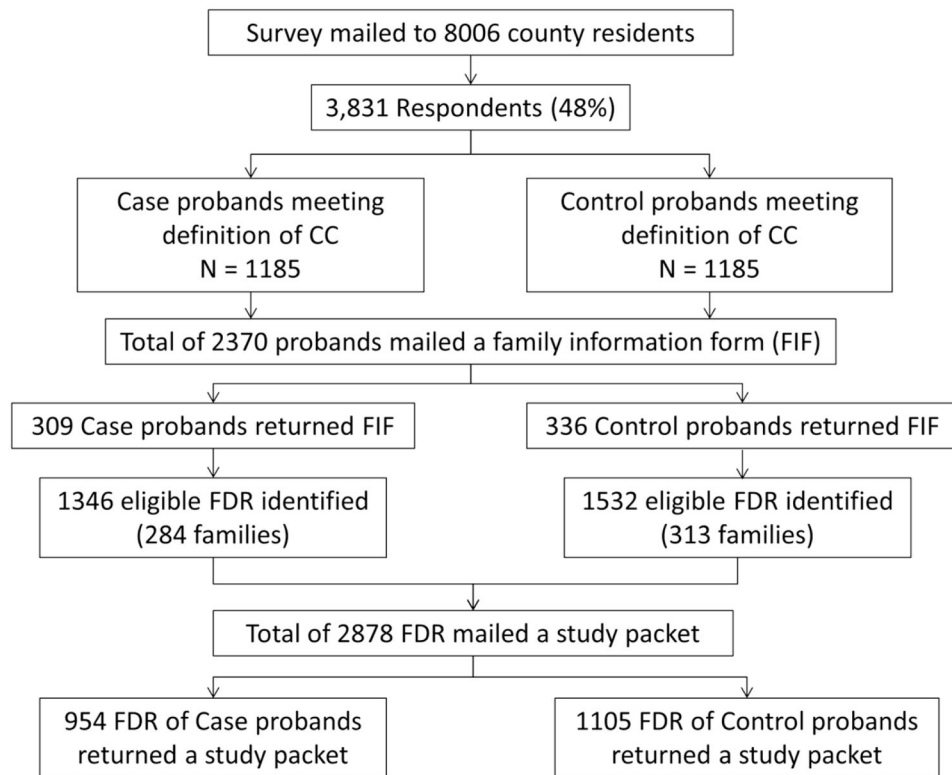 Survey mailed to 8006 county residents
3,831 Respondents (48%)
Case probands meeting
definition of CC
N = 1185
Control probands meeting
definition of CC
N = 1185
Total of 2370 probands mailed a family information form (FIF)
309 Case probands returned FIF
336 Control probands returned FIF
1346 eligible FDR identified
(284 families)
1532 eligible FDR identified
(313 families)
Total of 2878 FDR mailed a study packet
954 FDR of Case probands
returned a study packet
1105 FDR of Control probands
returned a study packet